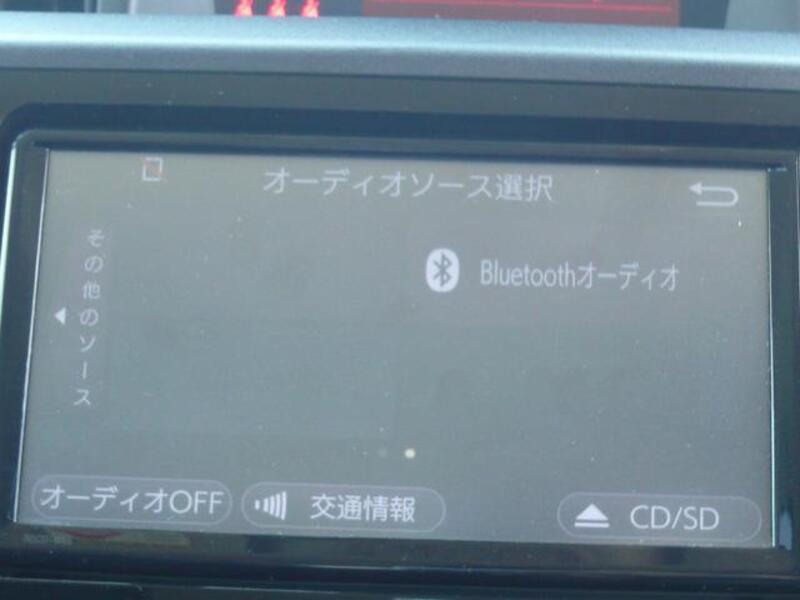 オーディオソース選択
その他のソース
Bluetoothオーディオ
オーディオOFF
交通情報
CD/SD